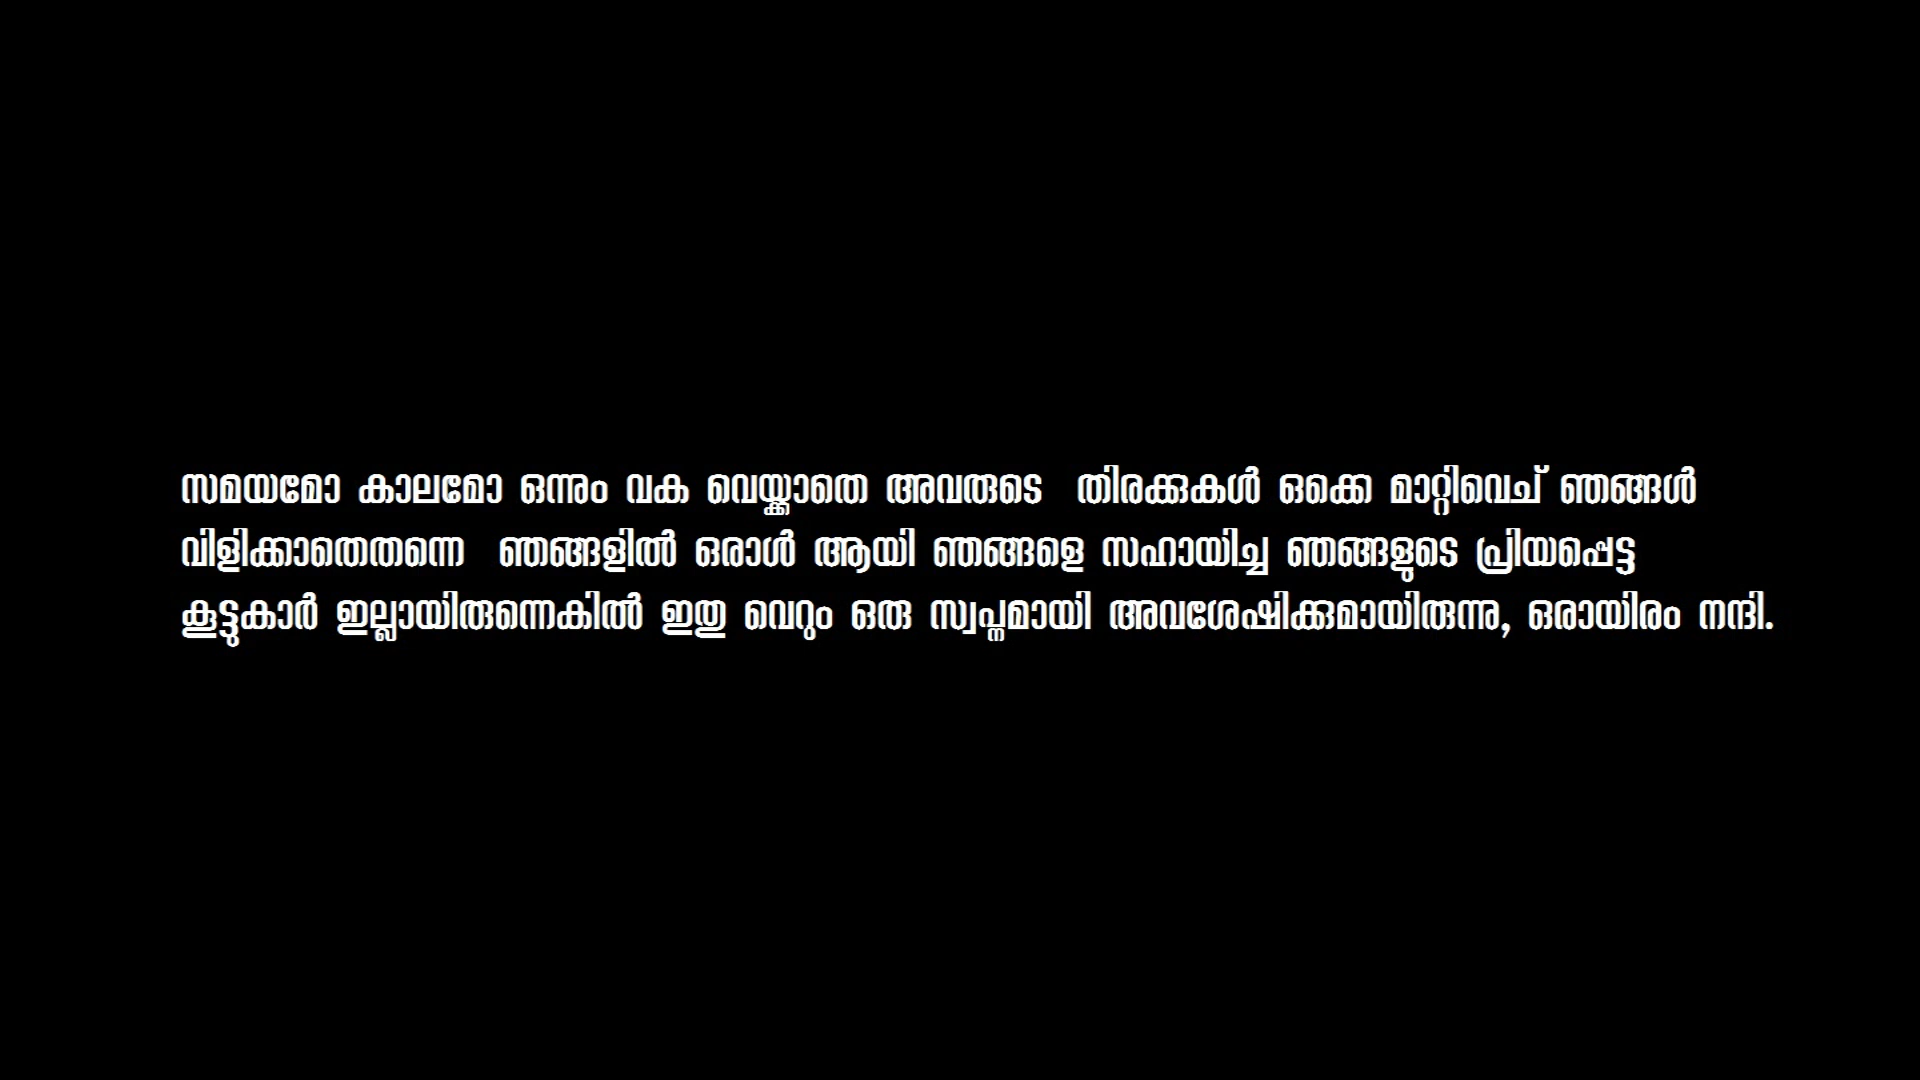 സമയമോ കാലമോ ഒന്നും വക വെയ്ക്കാതെ അവരുടെ തിരക്കുകൾ ഒക്കെ മാറ്റിവെച് ഞങ്ങൾ
വിളിക്കാതെതന്നെ ഞങ്ങളിൽ ഒരാൾ ആയി ഞങ്ങളെ സഹായിച്ച ഞങ്ങളുടെ പ്രിയപ്പെട്ട
കൂട്ടുകാർ ഇല്ലായിരുന്നെകിൽ ഇതു വെറും ഒരു സ്വപ്നമായി അവശേഷിക്കുമായിരുന്നു, ഒരായിരം നന്ദി.